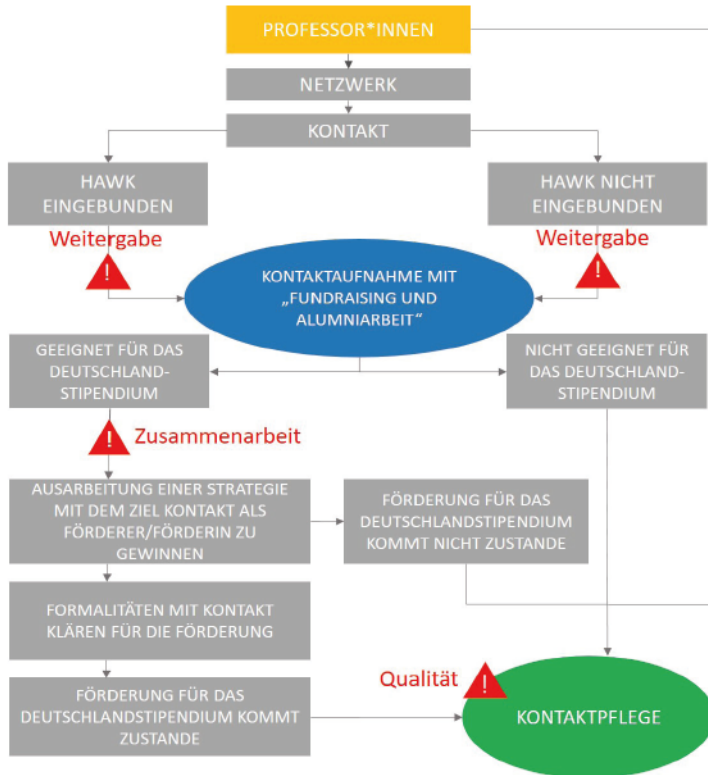 PROFESSOR*INNEN
NETZWERK
KONTAKT
HAWK
EINGEBUNDEN
HAWK NICHT
EINGEBUNDEN
Weitergabe
Weitergabe
!
!
KONTAKTAUFNAHME MIT
„FUNDRAISING UND
ALUMNIARBEIT“
GEEIGNET FÜR DAS
DEUTSCHLAND-
STIPENDIUM
NICHT GEEIGNET FÜR
DAS DEUTSCHLAND-
STIPENDIUM
! Zusammenarbeit
AUSARBEITUNG EINER STRATEGIE
MIT DEM ZIEL KONTAKT ALS
FÖRDERER/FÖRDERIN ZU
GEWINNEN
FÖRDERUNG FÜR DAS
DEUTSCHLANDSTIPENDIUM
KOMMT NICHT ZUSTANDE
FORMALITÄTEN MIT KONTAKT
KLÄREN FÜR DIE FÖRDERUNG
Qualität !
FÖRDERUNG FÜR DAS
DEUTSCHLANDSTIPENDIUM KOMMT
ZUSTANDE
KONTAKTPFLEGE